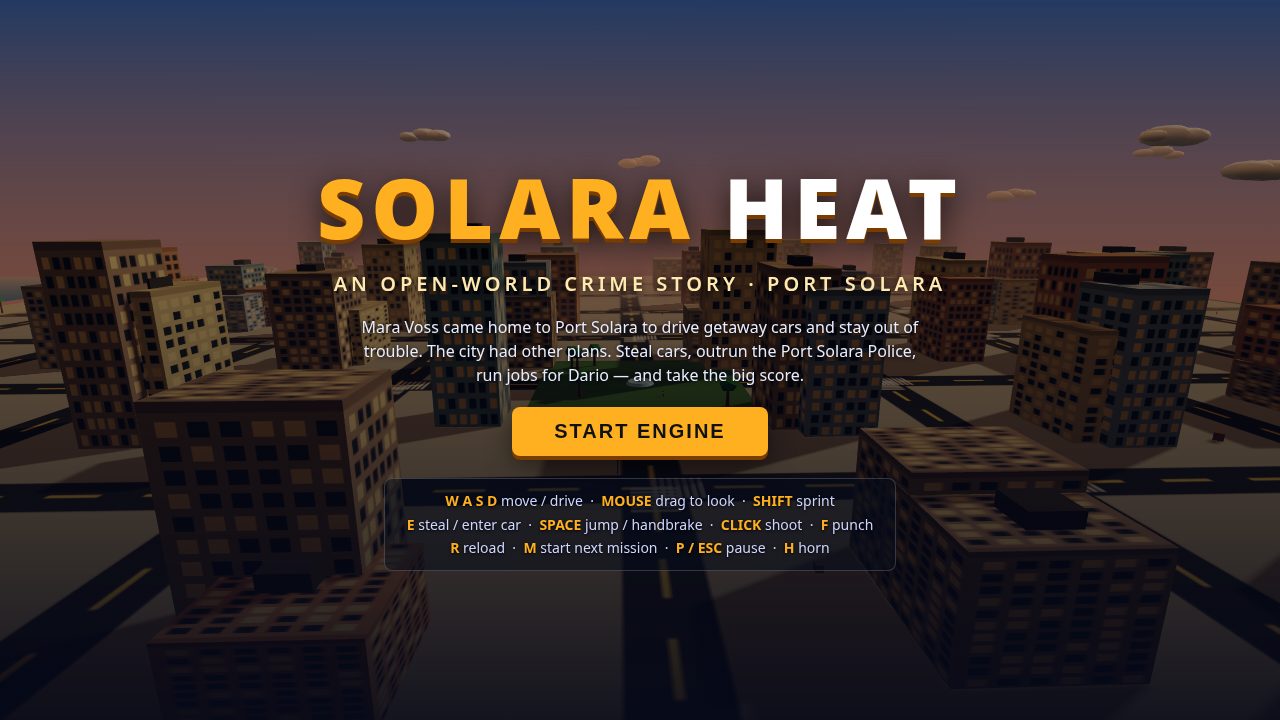 SOLARA HEAT
AN OPEN-WORLD CRIME STORY · PORT SOLARA
Mara Voss came home to Port Solara to drive getaway cars and stay out of
trouble. The city had other plans. Steal cars, outrun the Port Solara Police,
run jobs for Dario — and take the big score.
START ENGINE
W A S D move / drive · MOUSE drag to look · SHIFT sprint
E steal / enter car · SPACE jump / handbrake · CLICK shoot · F punch
R reload · M start next mission · P / ESC pause · H horn